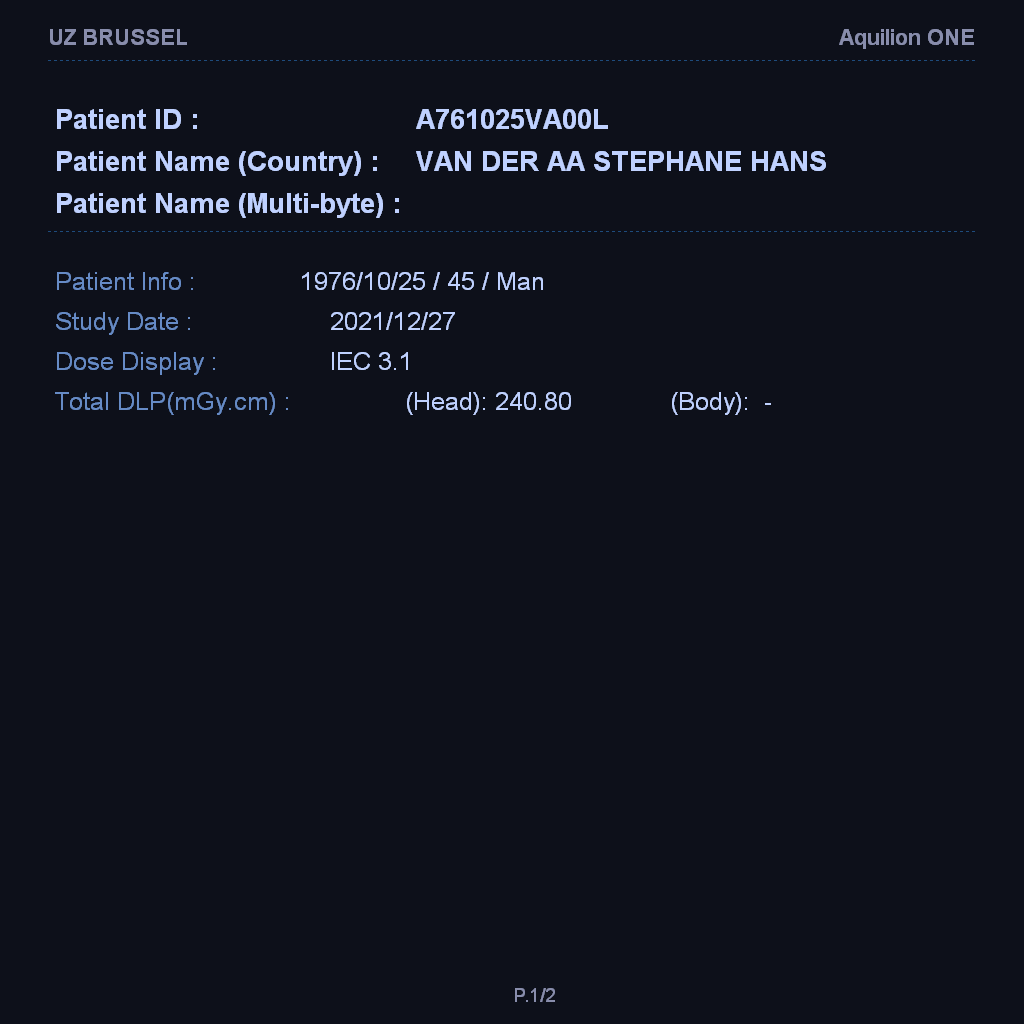 UZ BRUSSEL Aquilion ONE
Patient ID : A761025VA00L
Patient Name (Country) : VAN DER AA STEPHANE HANS
Patient Name (Multi-byte) :
Patient Info : 1976/10/25 / 45 / Man
Study Date : 2021/12/27
Dose Display : IEC 3.1
Total DLP(mGy.cm) : (Head): 240.80 (Body): -
P.1/2